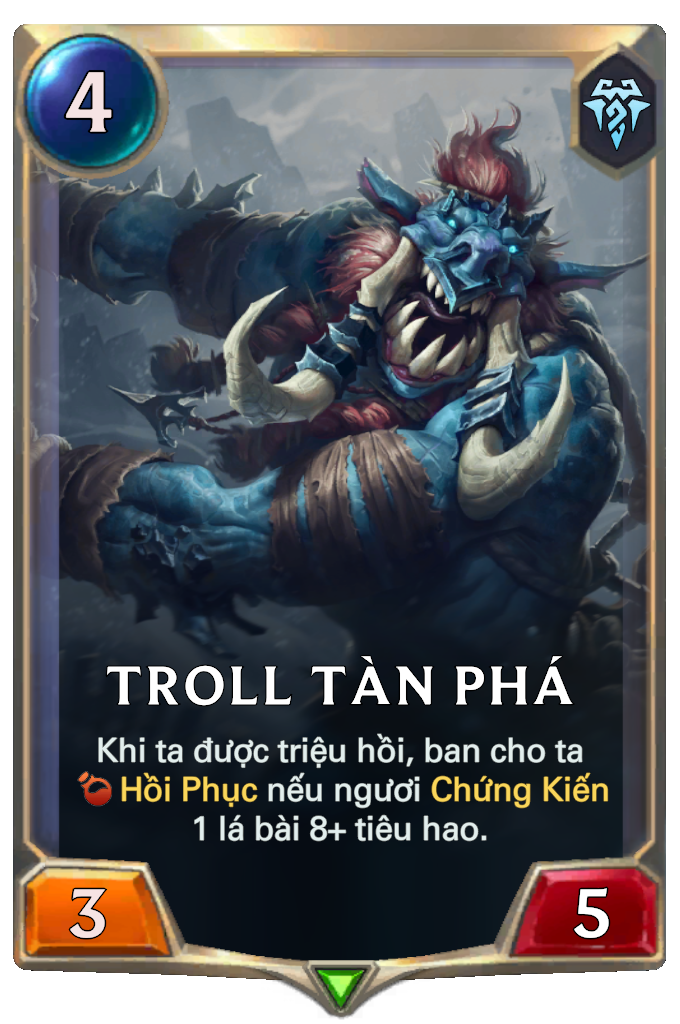 4
TROLL TÀN PHÁ
Khi ta được triệu hồi, ban cho ta
Hồi Phục nếu ngươi Chứng Kiến
1 lá bài 8+ tiêu hao.
3
5